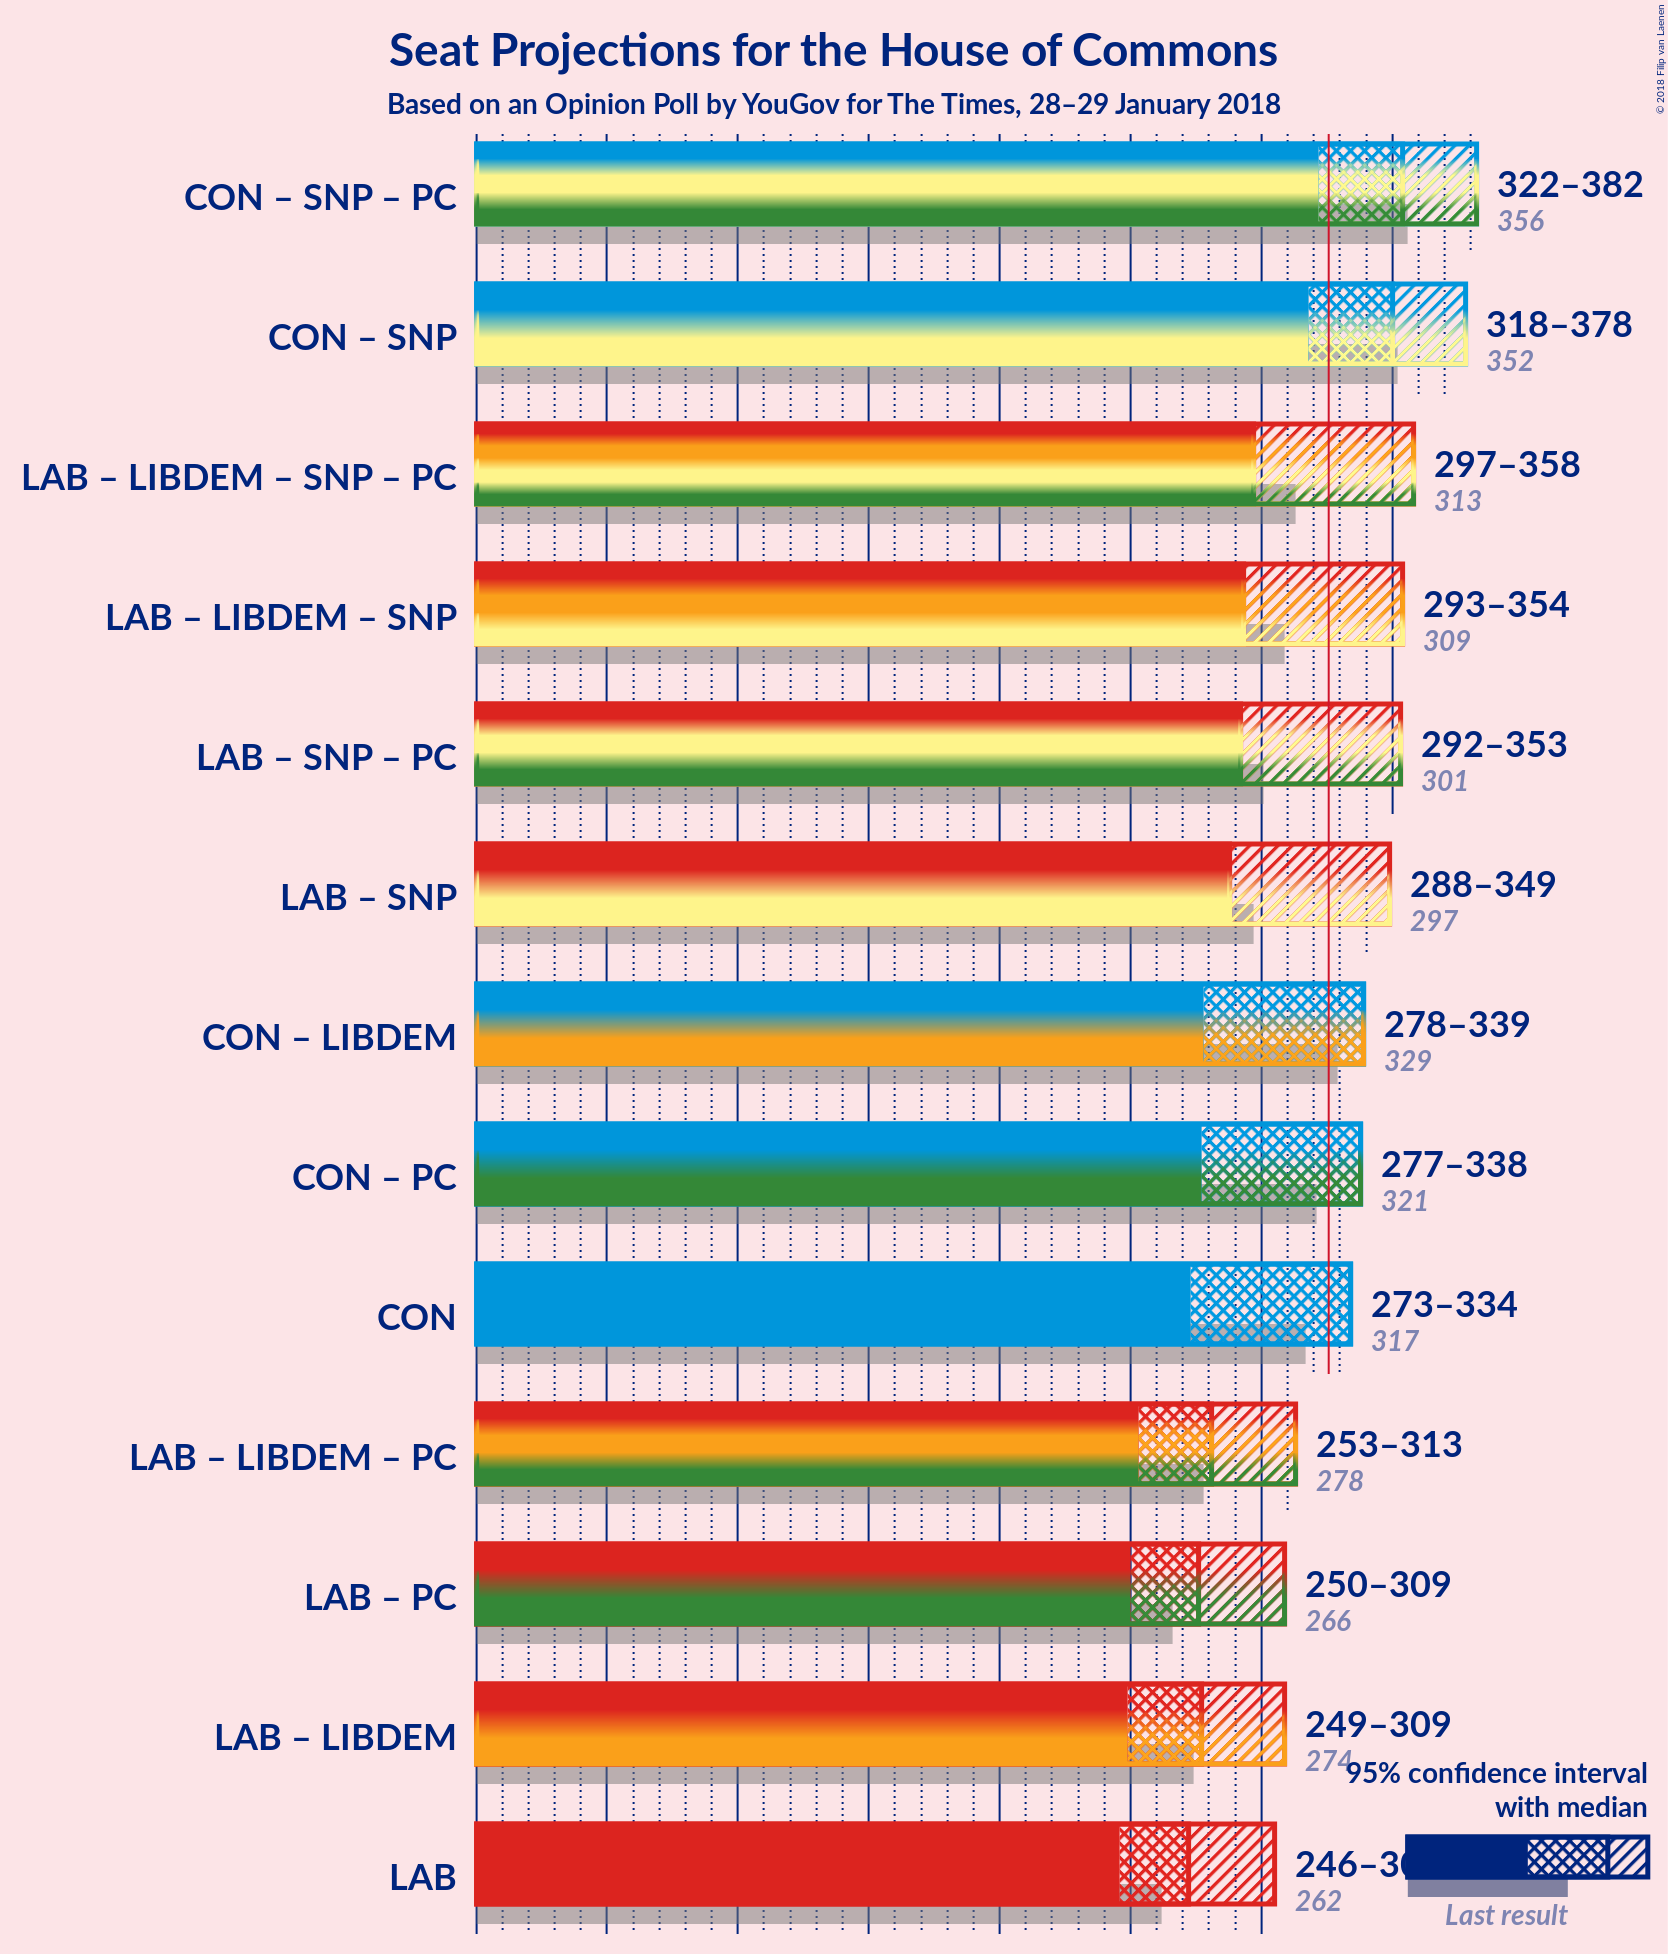 Seat Projections for the House of Commons
Based on an Opinion Poll by YouGov for The Times, 28–29 January 2018
© 2018 Filip van Laenen
CON – SNP – PC
322–382
356
CON – SNP
318–378
352
LAB – LIBDEM – SNP – PC
297–358
313
LAB – LIBDEM – SNP
293–354
309
LAB – SNP – PC
292–353
301
LAB – SNP
288–349
297
CON – LIBDEM
278–339
329
CON – PC
277–338
321
CON
273–334
317
LAB – LIBDEM – PC
253–313
278
LAB – PC
250–309
266
LAB – LIBDEM
249–309
274
95% confidence interval
with median
LAB
262
Last result